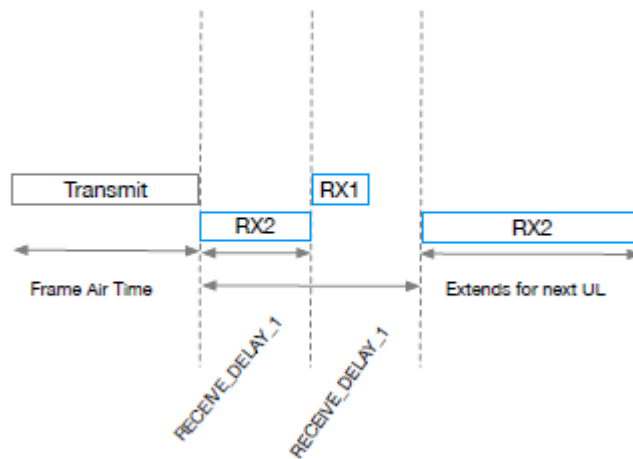 Transmit
RX1
RX2
RX2
Frame Air Time
Extends for next UL
RECEIVE_DELAY_1
RECEIVE_DELAY_1